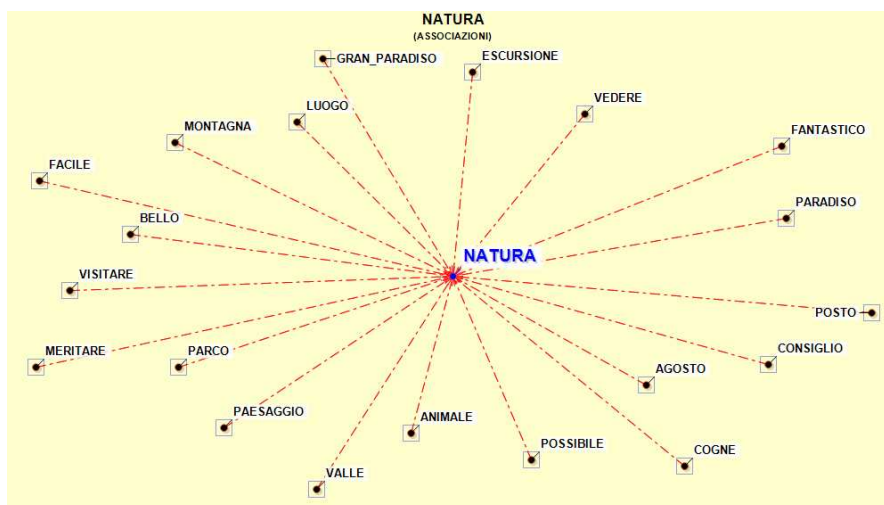 NATURA
(ASSOCIAZIONI)
GRAN_PARADISO
ESCURSIONE
VEDERE
LUOGO
MONTAGNA
FANTASTICO
FACILE
PARADISO
BELLO
NATURA
VISITARE
POSTO
MERITARE
PARCO
CONSIGLIO
AGOSTO
PAESAGGIO
ANIMALE
POSSIBILE
COGNE
VALLE